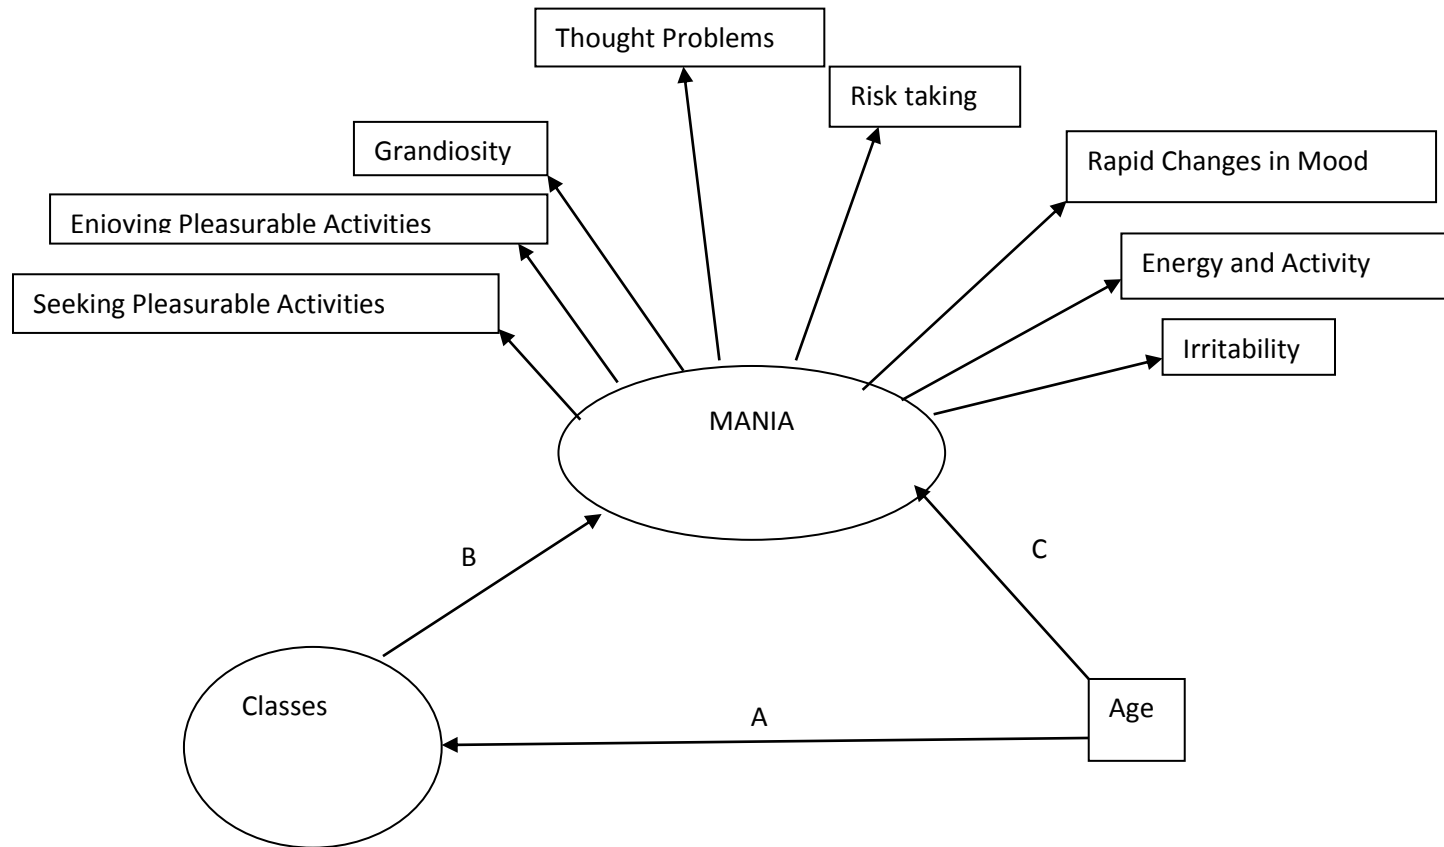 Thought Problems
Risk taking
Grandiosity
Rapid Changes in Mood
Enjoying Pleasurable Activities
Energy and Activity
Seeking Pleasurable Activities
Irritability
MANIA
B
C
Classes
A
Age